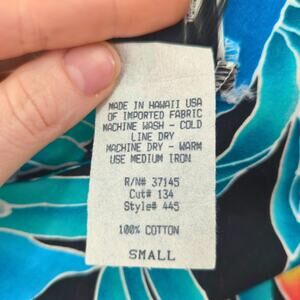 MADE IN HAWAII USA
OF IMPORTED FABRIC
MACHINE WASH - COLD
LINE DRY
MACHINE DRY - WARM
USE MEDIUM IRON
R/N# 37145
Cut# 134
Style# 445
100% COTTON
SMALL